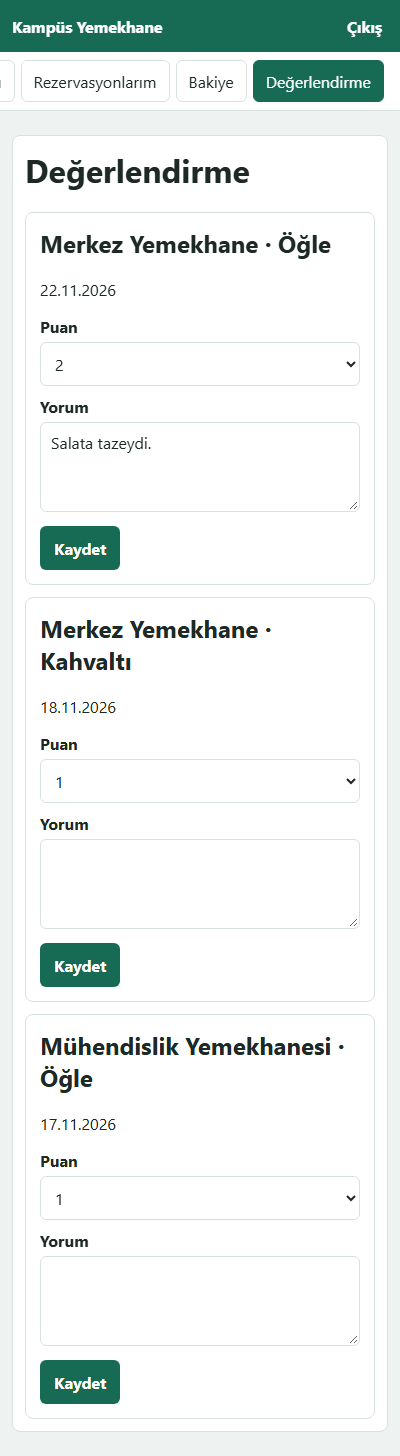 Kampüs Yemekhane
Çıkış
Rezervasyonlarım
Bakiye
Değerlendirme
Değerlendirme
Merkez Yemekhane · Öğle
22.11.2026
Puan
2
Yorum
Salata tazeydi.
Kaydet
Merkez Yemekhane ·
Kahvaltı
18.11.2026
Puan
1
Yorum
Kaydet
Mühendislik Yemekhanesi ·
Öğle
17.11.2026
Puan
1
Yorum
Kaydet